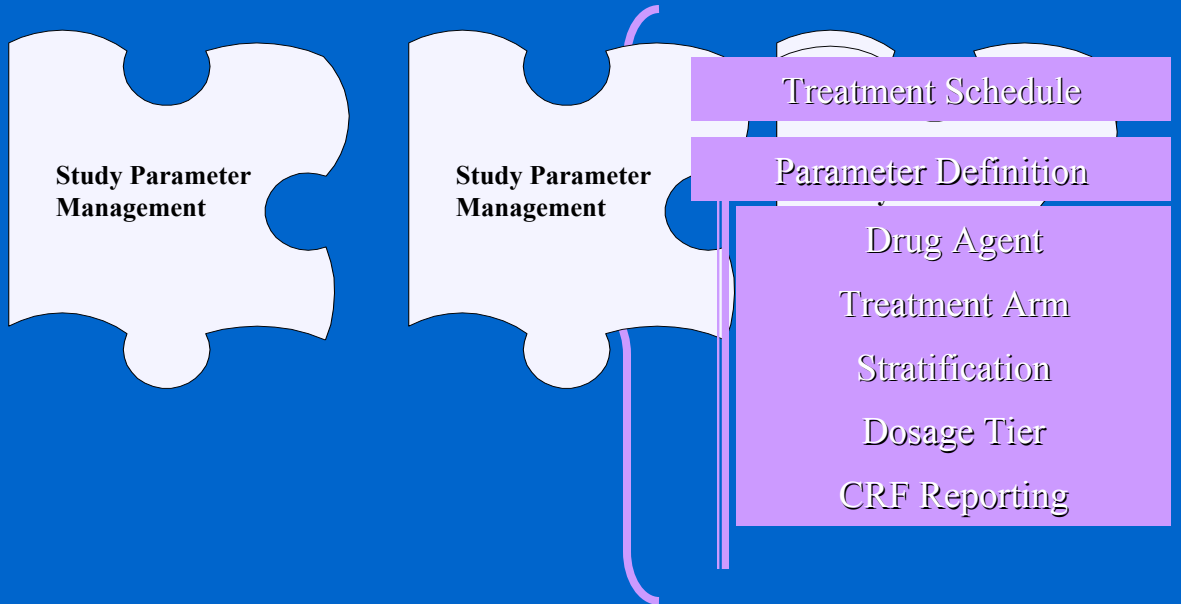 Study Parameter
Management
Study Parameter
Management
Treatment Schedule
Parameter Definition
Drug Agent
Treatment Arm
Stratification
Dosage Tier
CRF Reporting